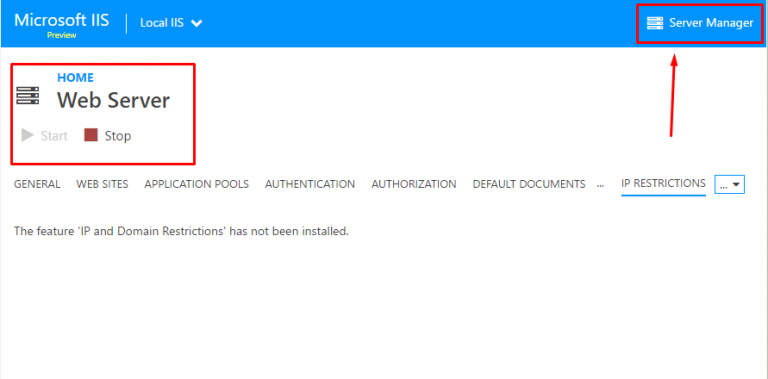 Microsoft IIS Local IIS Server Manager
Preview
HOME
Web Server
Start Stop
GENERAL WEB SITES APPLICATION POOLS AUTHENTICATION AUTHORIZATION DEFAULT DOCUMENTS ... IP RESTRICTIONS ...
The feature 'IP and Domain Restrictions' has not been installed.